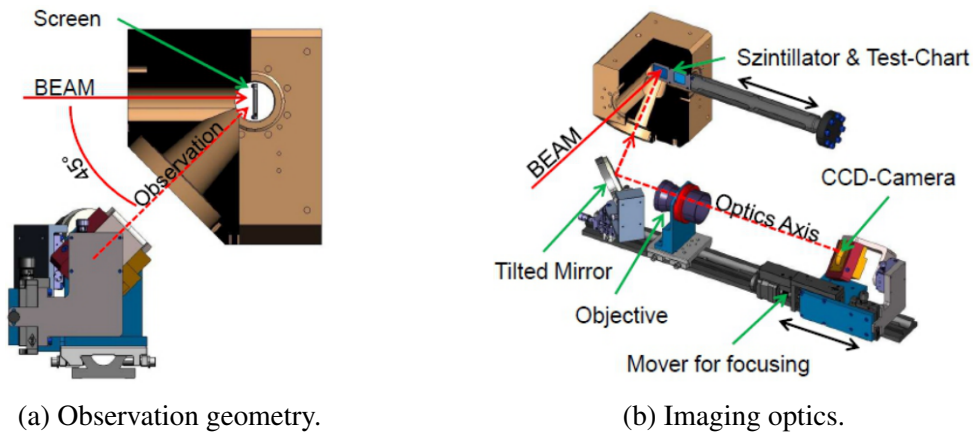 Screen
BEAM
45°
Observation
Szintillator & Test-Chart
BEAM
CCD-Camera
Optics Axis
Tilted Mirror
Objective
Mover for focusing
(a) Observation geometry.
(b) Imaging optics.